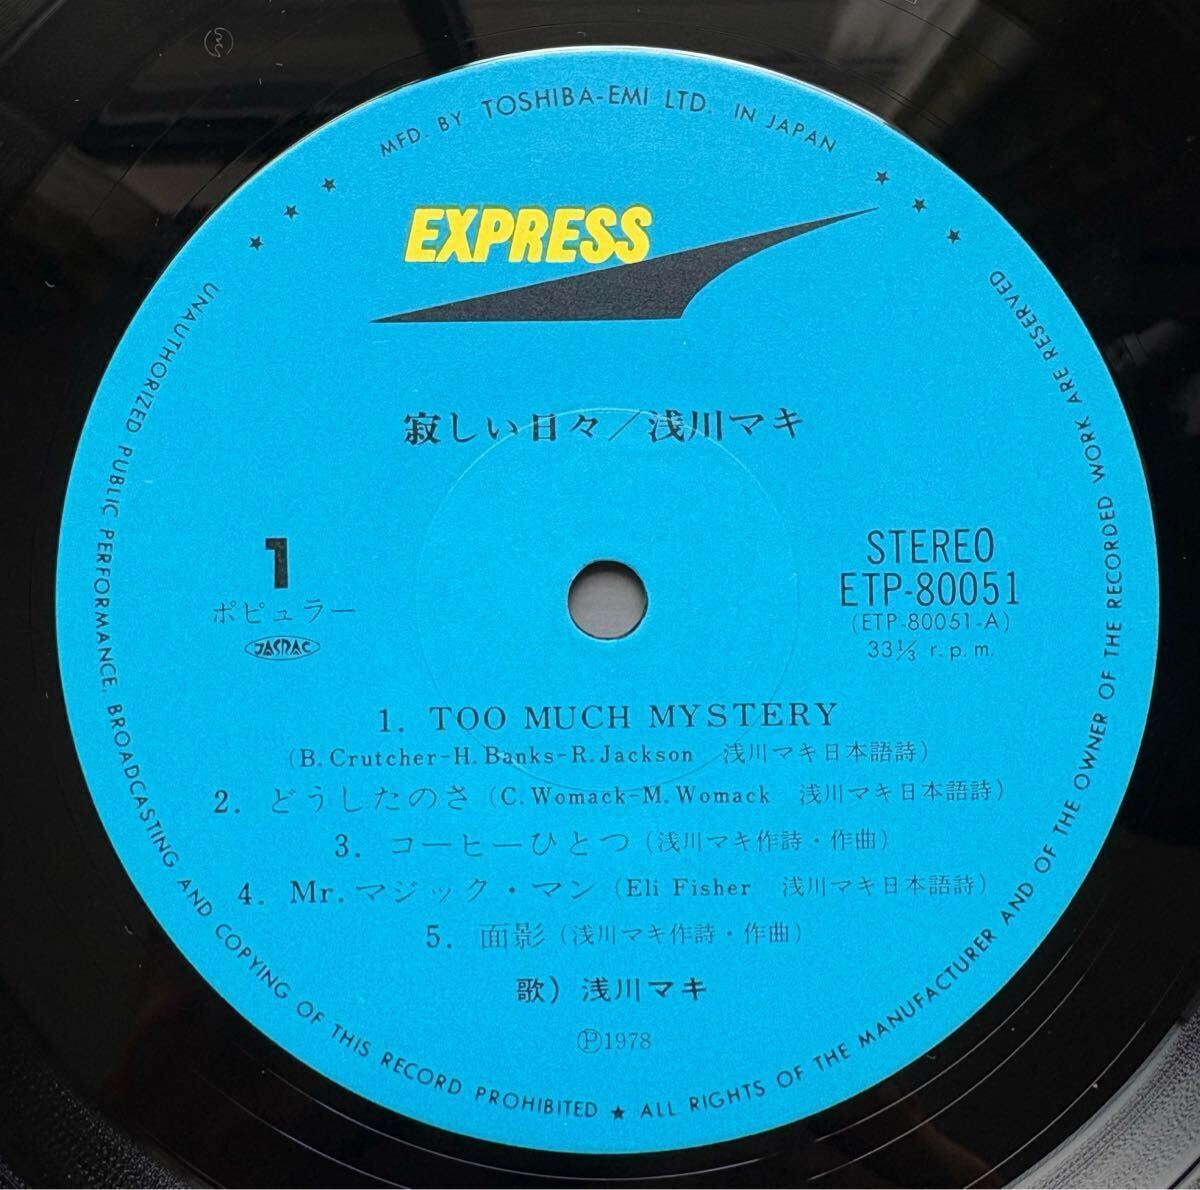 MFD. BY TOSHIBA-EMI LTD. IN JAPAN
EXPRESS
寂しい日々／浅川マキ
1
ポピュラー
JASRAC
STEREO
ETP-80051
(ETP-80051-A)
33⅓ r.p.m.
1. TOO MUCH MYSTERY
(B. Crutcher-H. Banks-R. Jackson 浅川マキ日本語詩)
2. どうしたのさ (C. Womack-M. Womack 浅川マキ日本語詩)
3. コーヒーひとつ (浅川マキ作詩・作曲)
4. Mr. マジック・マン (Eli Fisher 浅川マキ日本語詩)
5. 面影 (浅川マキ作詩・作曲)
歌) 浅川マキ
Ⓟ1978
UNAUTHORIZED PUBLIC PERFORMANCE, BROADCASTING AND COPYING OF THIS RECORD PROHIBITED ★ ALL RIGHTS OF THE MANUFACTURER AND OF THE OWNER OF THE RECORDED WORK ARE RESERVED